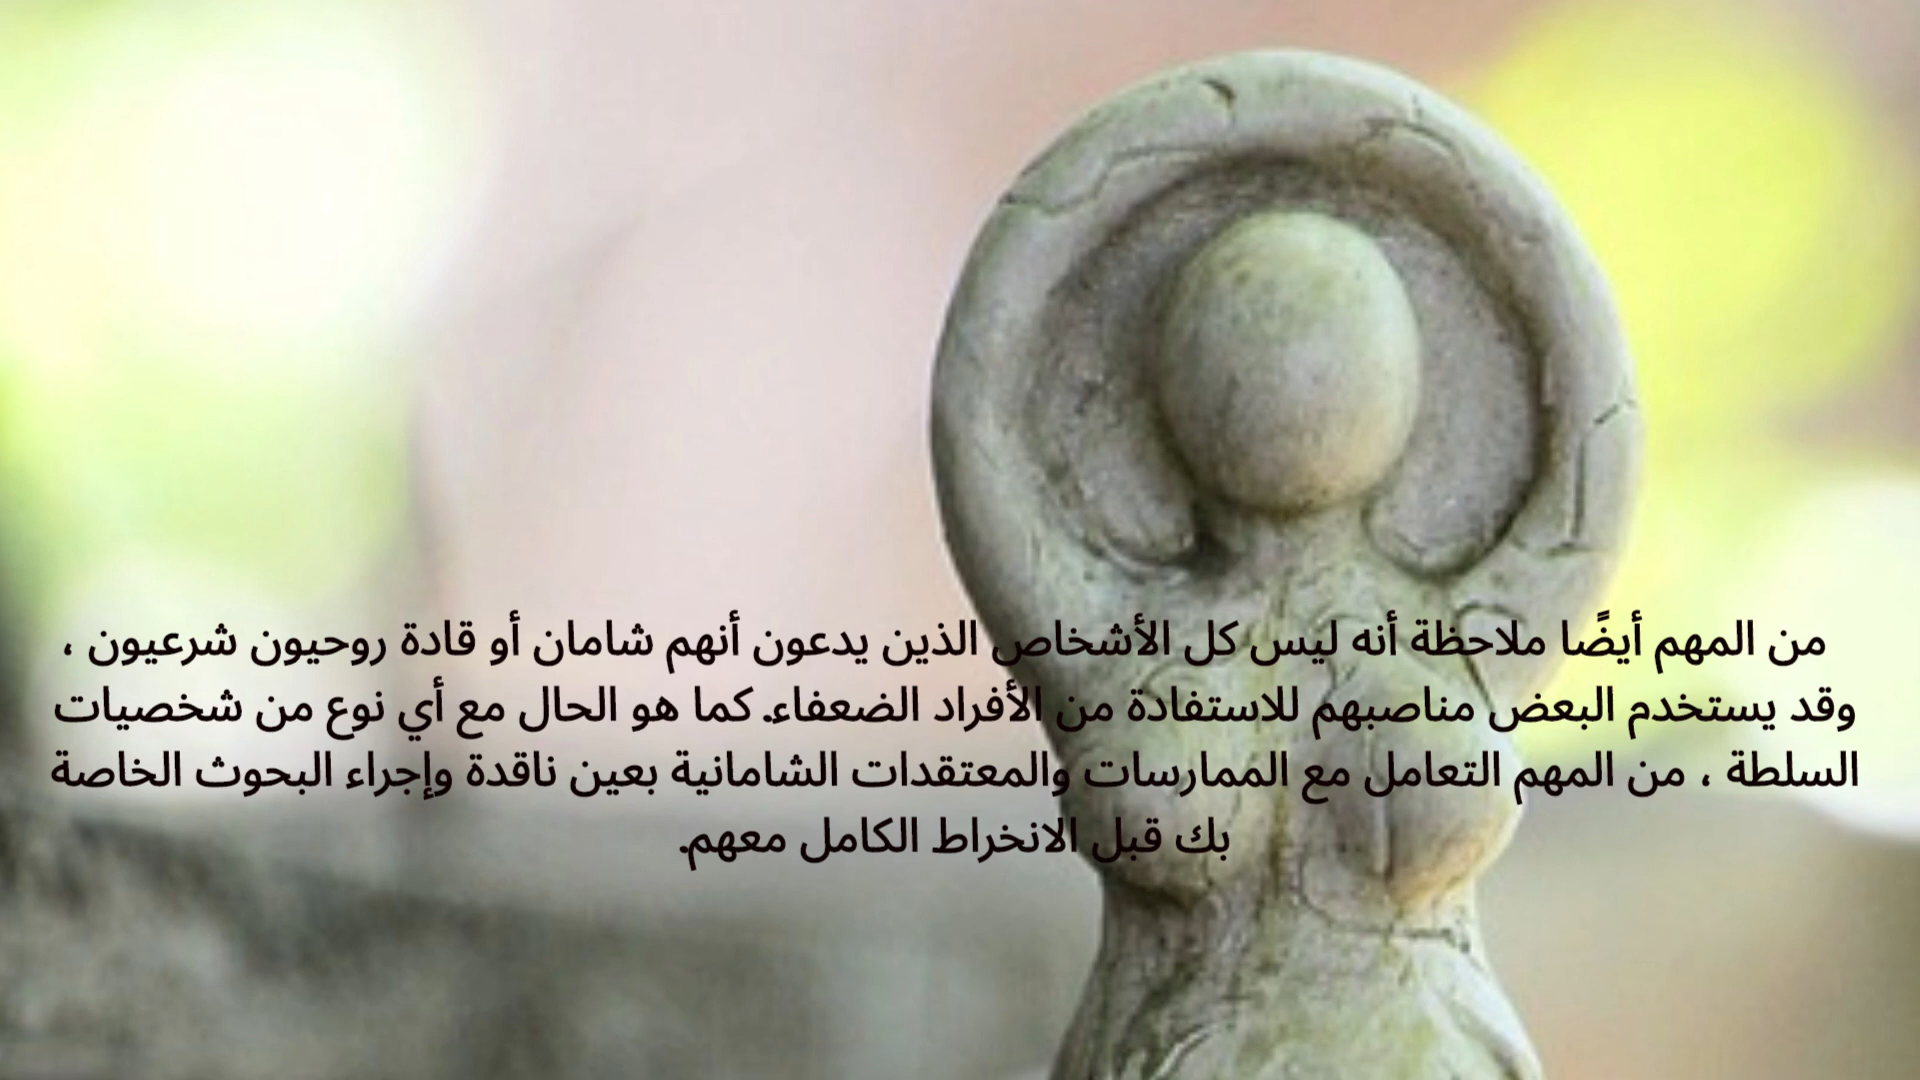 من المهم أيضًا ملاحظة أنه ليس كل الأشخاص الذين يدعون أنهم شامان أو قادة روحيون شرعيون ،
وقد يستخدم البعض مناصبهم للاستفادة من الأفراد الضعفاء. كما هو الحال مع أي نوع من شخصيات
السلطة ، من المهم التعامل مع الممارسات والمعتقدات الشامانية بعين ناقدة وإجراء البحوث الخاصة
بك قبل الانخراط الكامل معهم.